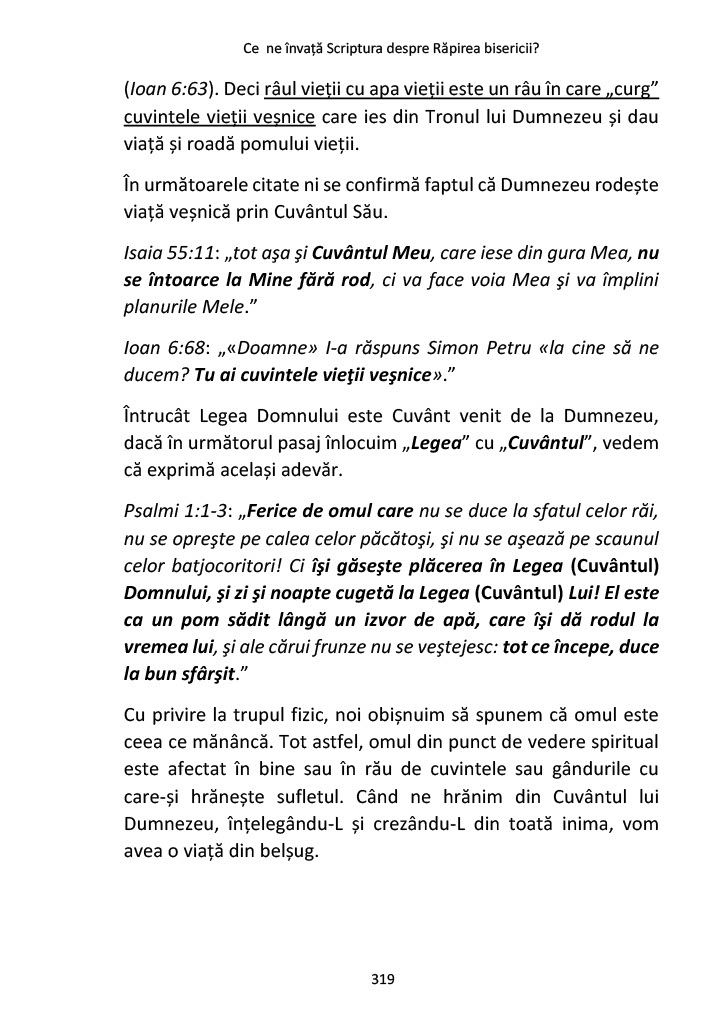 Ce  ne învață Scriptura despre Răpirea bisericii?
(Ioan 6:63). Deci râul vieții cu apa vieții este un râu în care „curg”
cuvintele vieții veșnice care ies din Tronul lui Dumnezeu și dau
viață și roadă pomului vieții.
În următoarele citate ni se confirmă faptul că Dumnezeu rodește
viață veșnică prin Cuvântul Său.
Isaia 55:11: „tot aşa şi Cuvântul Meu, care iese din gura Mea, nu
se întoarce la Mine fără rod, ci va face voia Mea şi va împlini
planurile Mele.”
Ioan 6:68: „«Doamne» I-a răspuns Simon Petru «la cine să ne
ducem? Tu ai cuvintele vieţii veşnice».”
Întrucât Legea Domnului este Cuvânt venit de la Dumnezeu,
dacă în următorul pasaj înlocuim „Legea” cu „Cuvântul”, vedem
că exprimă același adevăr.
Psalmi 1:1-3: „Ferice de omul care nu se duce la sfatul celor răi,
nu se opreşte pe calea celor păcătoşi, şi nu se aşează pe scaunul
celor batjocoritori! Ci îşi găseşte plăcerea în Legea (Cuvântul)
Domnului, şi zi şi noapte cugetă la Legea (Cuvântul) Lui! El este
ca un pom sădit lângă un izvor de apă, care îşi dă rodul la
vremea lui, şi ale cărui frunze nu se veştejesc: tot ce începe, duce
la bun sfârşit.”
Cu privire la trupul fizic, noi obișnuim să spunem că omul este
ceea ce mănâncă. Tot astfel, omul din punct de vedere spiritual
este afectat în bine sau în rău de cuvintele sau gândurile cu
care-și hrănește sufletul. Când ne hrănim din Cuvântul lui
Dumnezeu, înțelegându-L și crezându-L din toată inima, vom
avea o viață din belșug.
319